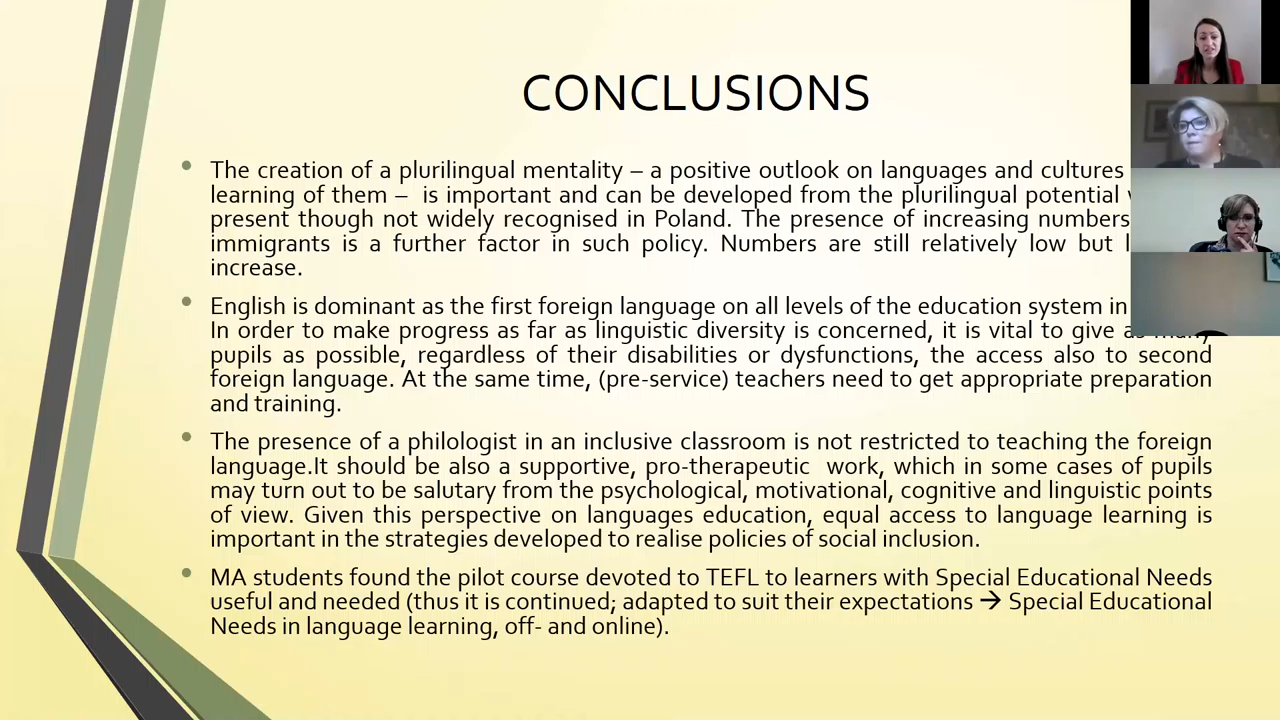 CONCLUSIONS
• The creation of a plurilingual mentality – a positive outlook on languages and cultures
learning of them – is important and can be developed from the plurilingual potential
present though not widely recognised in Poland. The presence of increasing numbers
immigrants is a further factor in such policy. Numbers are still relatively low but
increase.
• English is dominant as the first foreign language on all levels of the education system in
In order to make progress as far as linguistic diversity is concerned, it is vital to give as many
pupils as possible, regardless of their disabilities or dysfunctions, the access also to second
foreign language. At the same time, (pre-service) teachers need to get appropriate preparation
and training.
• The presence of a philologist in an inclusive classroom is not restricted to teaching the foreign
language.It should be also a supportive, pro-therapeutic work, which in some cases of pupils
may turn out to be salutary from the psychological, motivational, cognitive and linguistic points
of view. Given this perspective on languages education, equal access to language learning is
important in the strategies developed to realise policies of social inclusion.
• MA students found the pilot course devoted to TEFL to learners with Special Educational Needs
useful and needed (thus it is continued; adapted to suit their expectations → Special Educational
Needs in language learning, off- and online).